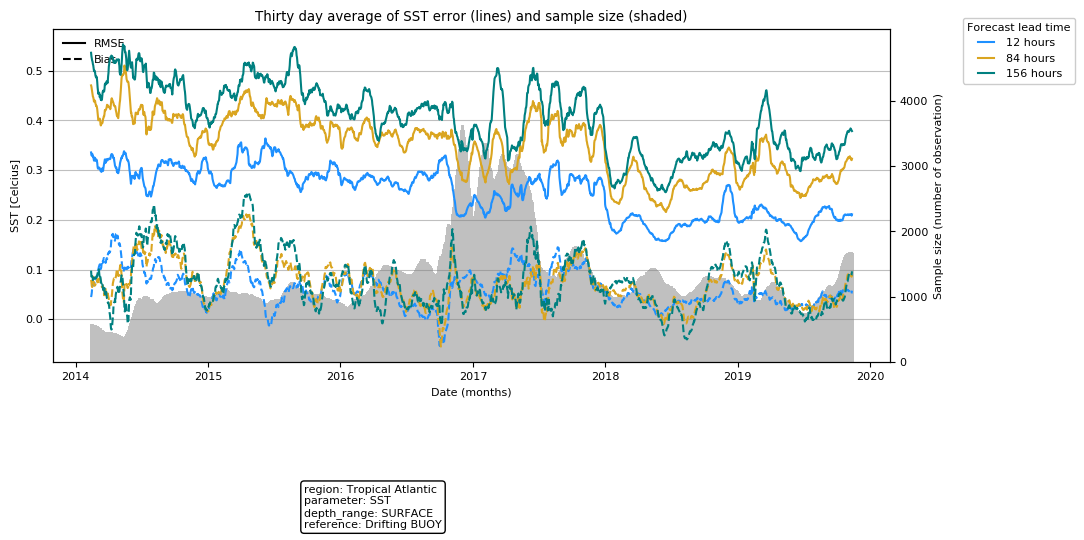 Thirty day average of SST error (lines) and sample size (shaded)
RMSE
Bias
Forecast lead time
12 hours
84 hours
156 hours
SST [Celcius]
0.5
0.4
0.3
0.2
0.1
0.0
4000
3000
2000
1000
0
Sample size (number of observation)
2014 2015 2016 2017 2018 2019 2020
Date (months)
region: Tropical Atlantic
parameter: SST
depth_range: SURFACE
reference: Drifting BUOY